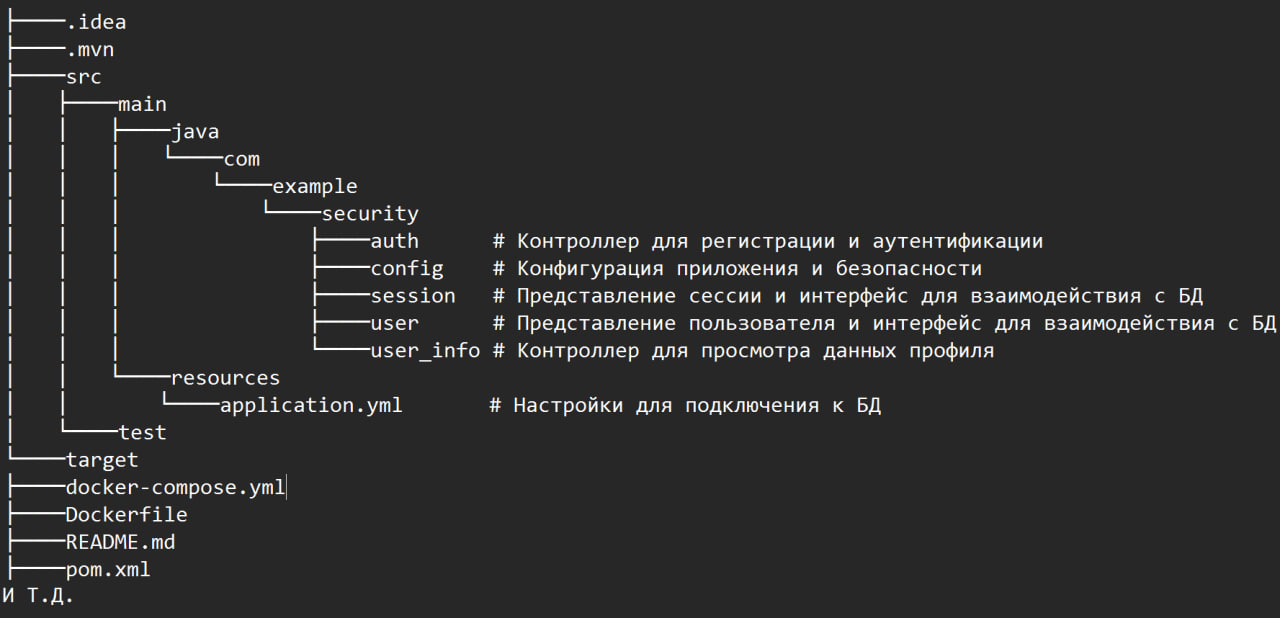 ├────.idea
├────.mvn
├────src
│    ├────main
│    │    ├────java
│    │    │    └────com
│    │    │         └────example
│    │    │              └────security
│    │    │                   ├────auth      # Контроллер для регистрации и аутентификации
│    │    │                   ├────config    # Конфигурация приложения и безопасности
│    │    │                   ├────session   # Представление сессии и интерфейс для взаимодействия с БД
│    │    │                   ├────user      # Представление пользователя и интерфейс для взаимодействия с БД
│    │    │                   └────user_info # Контроллер для просмотра данных профиля
│    │    └────resources
│    │         └────application.yml       # Настройки для подключения к БД
│    └────test
└────target
├────docker-compose.yml
├────Dockerfile
├────README.md
├────pom.xml
И Т.Д.